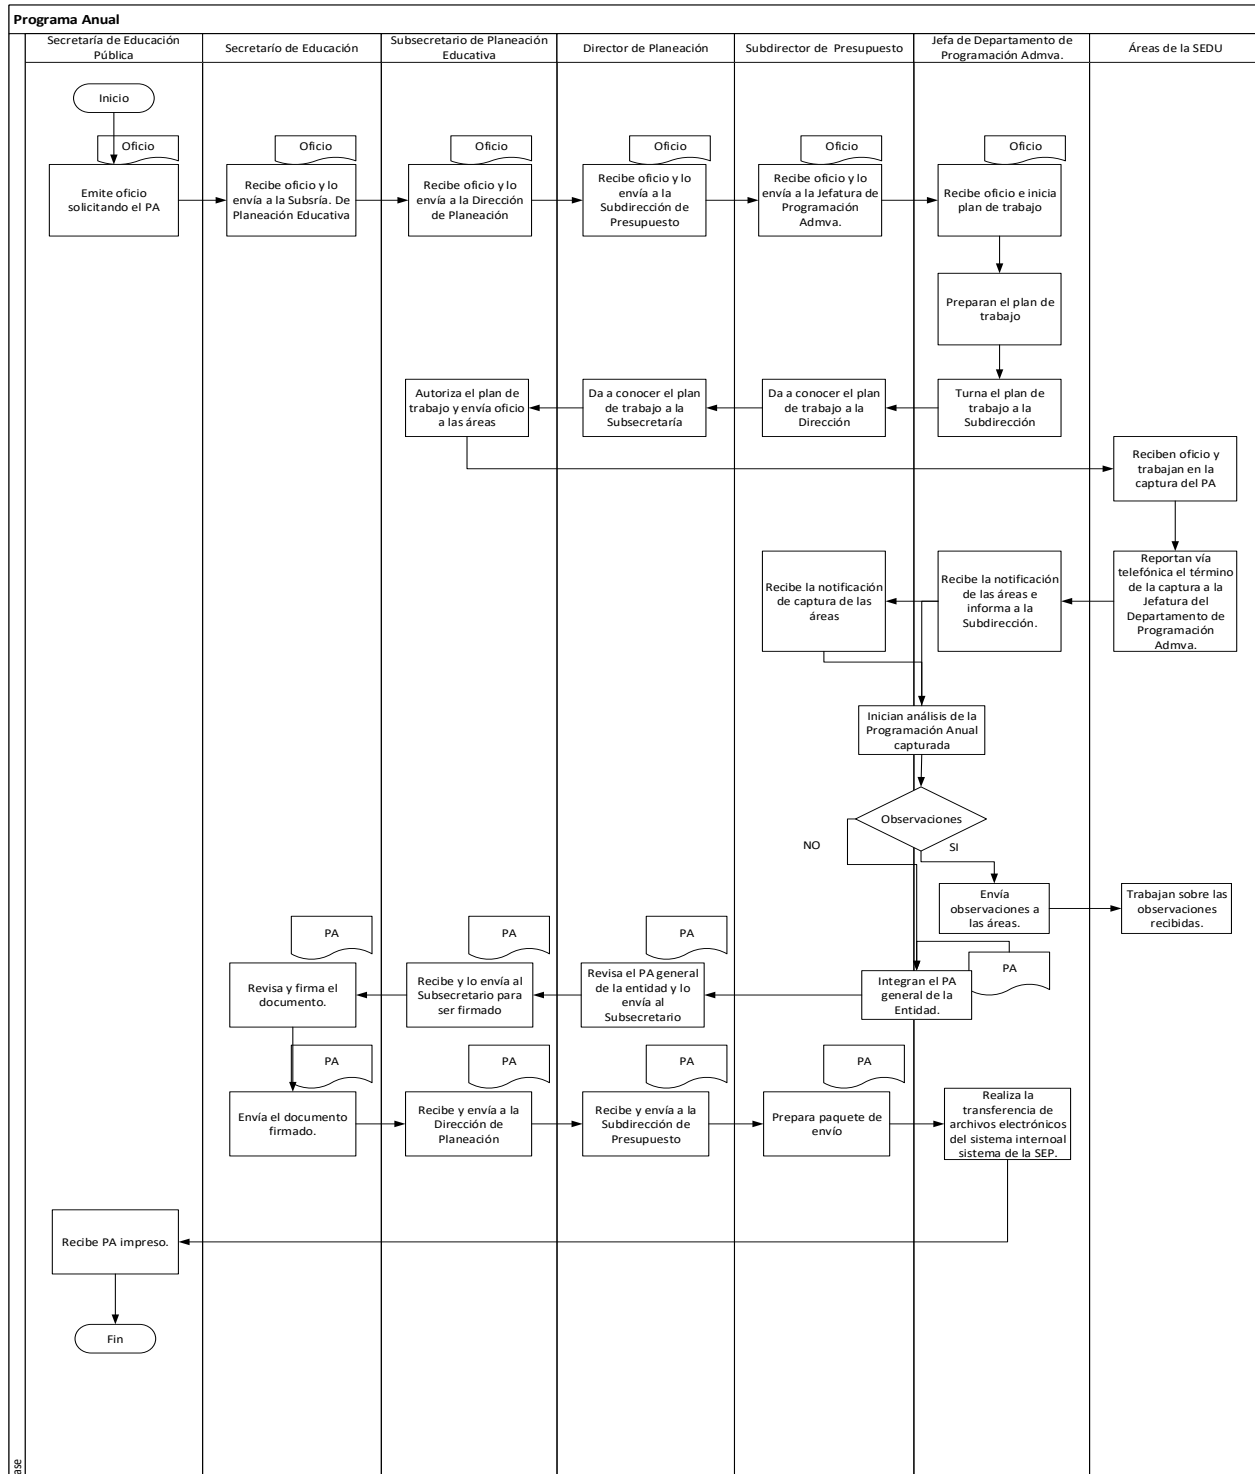 Programa Anual
Secretaría de Educación
Pública
Secretarío de Educación
Subsecretario de Planeación
Educativa
Director de Planeación
Subdirector de Presupuesto
Jefa de Departamento de
Programación Admva.
Áreas de la SEDU
Inicio
Oficio
Oficio
Oficio
Oficio
Oficio
Oficio
Emite oficio
solicitando el PA
Recibe oficio y lo
envía a la Subsría. De
Planeación Educativa
Recibe oficio y lo
envía a la Dirección
de Planeación
Recibe oficio y lo
envía a la
Subdirección de
Presupuesto
Recibe oficio y lo
envía a la Jefatura de
Programación
Admva.
Recibe oficio e inicia
plan de trabajo
Preparan el plan de
trabajo
Autoriza el plan de
trabajo y envía oficio
a las áreas
Da a conocer el plan
de trabajo a la
Subsecretaría
Da a conocer el plan
de trabajo a la
Dirección
Turna el plan de
trabajo a la
Subdirección
Reciben oficio y
trabajan en la
captura del PA
Recibe la notificación
de captura de las
áreas
Recibe la notificación
de las áreas e
informa a la
Subdirección.
Reportan vía
telefónica el término
de la captura a la
Jefatura del
Departamento de
Programación
Admva.
Inician análisis de la
Programación Anual
capturada
Observaciones
NO
SI
Envía
observaciones a
las áreas.
Trabajan sobre las
observaciones
recibidas.
PA
PA
PA
PA
Revisa y firma el
documento.
Recibe y lo envía al
Subsecretario para
ser firmado
Revisa el PA general
de la entidad y lo
envía al
Subsecretario
Integran el PA
general de la
Entidad.
PA
PA
PA
PA
Envía el documento
firmado.
Recibe y envía a la
Dirección de
Planeación
Recibe y envía a la
Subdirección de
Presupuesto
Prepara paquete de
envío
Realiza la
transferencia de
archivos electrónicos
del sistema internoal
sistema de la SEP.
Recibe PA impreso.
Fin
ase